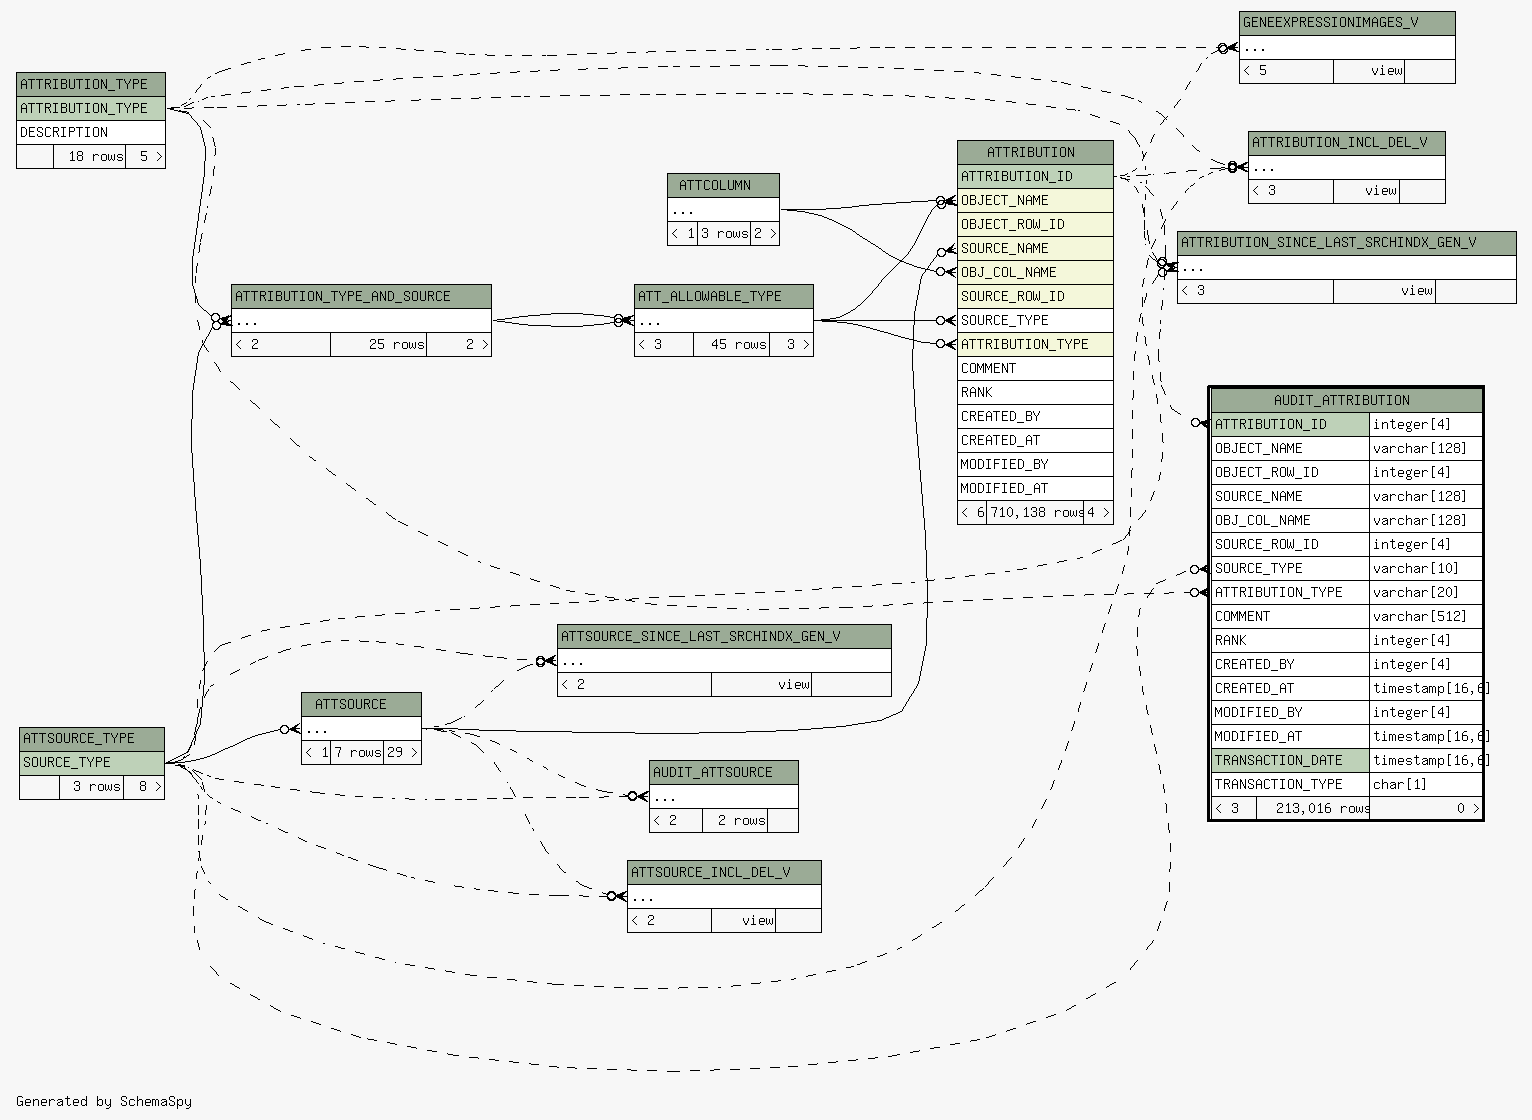 GENEEXPRESSIONIMAGES_V
...
< 5 view
ATTRIBUTION_TYPE
ATTRIBUTION_TYPE
DESCRIPTION
18 rows 5 >
ATTRIBUTION_INCL_DEL_V
...
< 3 view
ATTCOLUMN
...
< 1 3 rows 2 >
ATTRIBUTION
ATTRIBUTION_ID
OBJECT_NAME
OBJECT_ROW_ID
SOURCE_NAME
OBJ_COL_NAME
SOURCE_ROW_ID
SOURCE_TYPE
ATTRIBUTION_TYPE
COMMENT
RANK
CREATED_BY
CREATED_AT
MODIFIED_BY
MODIFIED_AT
< 6 710,138 rows 4 >
ATTRIBUTION_SINCE_LAST_SRCHINDX_GEN_V
...
< 3 view
ATTRIBUTION_TYPE_AND_SOURCE
...
< 2 25 rows 2 >
ATT_ALLOWABLE_TYPE
...
< 3 45 rows 3 >
AUDIT_ATTRIBUTION
ATTRIBUTION_ID integer[4]
OBJECT_NAME varchar[128]
OBJECT_ROW_ID integer[4]
SOURCE_NAME varchar[128]
OBJ_COL_NAME varchar[128]
SOURCE_ROW_ID integer[4]
SOURCE_TYPE varchar[10]
ATTRIBUTION_TYPE varchar[20]
COMMENT varchar[512]
RANK integer[4]
CREATED_BY integer[4]
CREATED_AT timestamp[16,6]
MODIFIED_BY integer[4]
MODIFIED_AT timestamp[16,6]
TRANSACTION_DATE timestamp[16,6]
TRANSACTION_TYPE char[1]
< 3 213,016 rows 0 >
ATTSOURCE_SINCE_LAST_SRCHINDX_GEN_V
...
< 2 view
ATTSOURCE
...
< 1 7 rows 29 >
ATTSOURCE_TYPE
SOURCE_TYPE
3 rows 8 >
AUDIT_ATTSOURCE
...
< 2 2 rows
ATTSOURCE_INCL_DEL_V
...
< 2 view
Generated by SchemaSpy